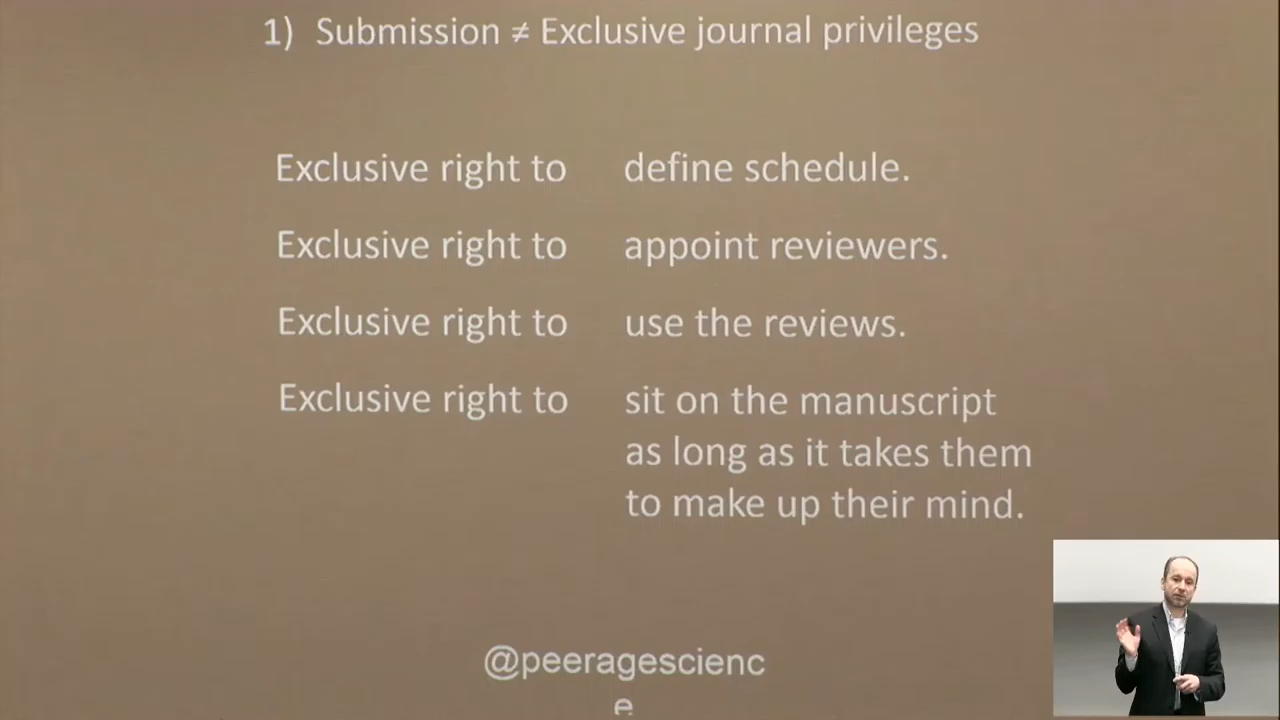 1) Submission ≠ Exclusive journal privileges
Exclusive right to define schedule.
Exclusive right to appoint reviewers.
Exclusive right to use the reviews.
Exclusive right to sit on the manuscript
as long as it takes them
to make up their mind.
@peeragescienc
e